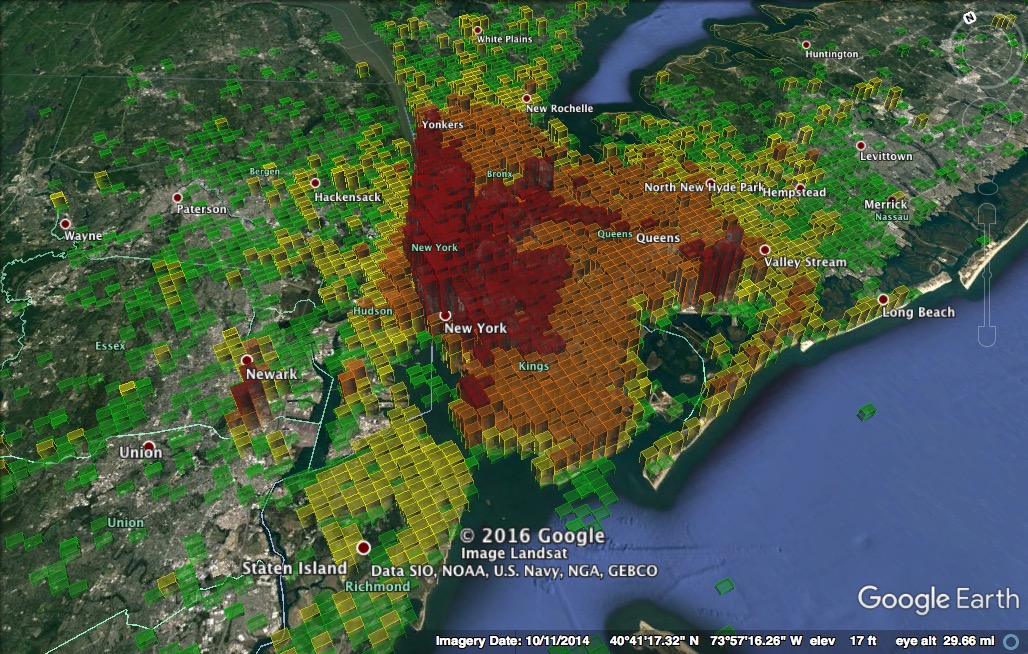 White Plains
Huntington
N
New Rochelle
Yonkers
Levittown
Bergen
Bronx
North New Hyde Park
Hempstead
Hackensack
Paterson
Merrick
Nassau
Wayne
New York
Queens
Queens
Valley Stream
Hudson
Long Beach
New York
Essex
Kings
Newark
Union
Union
© 2016 Google
Image Landsat
Staten Island
Data SIO, NOAA, U.S. Navy, NGA, GEBCO
Richmond
Google Earth
Imagery Date: 10/11/2014 40°41'17.32" N 73°57'16.26" W elev 17 ft eye alt 29.66 mi